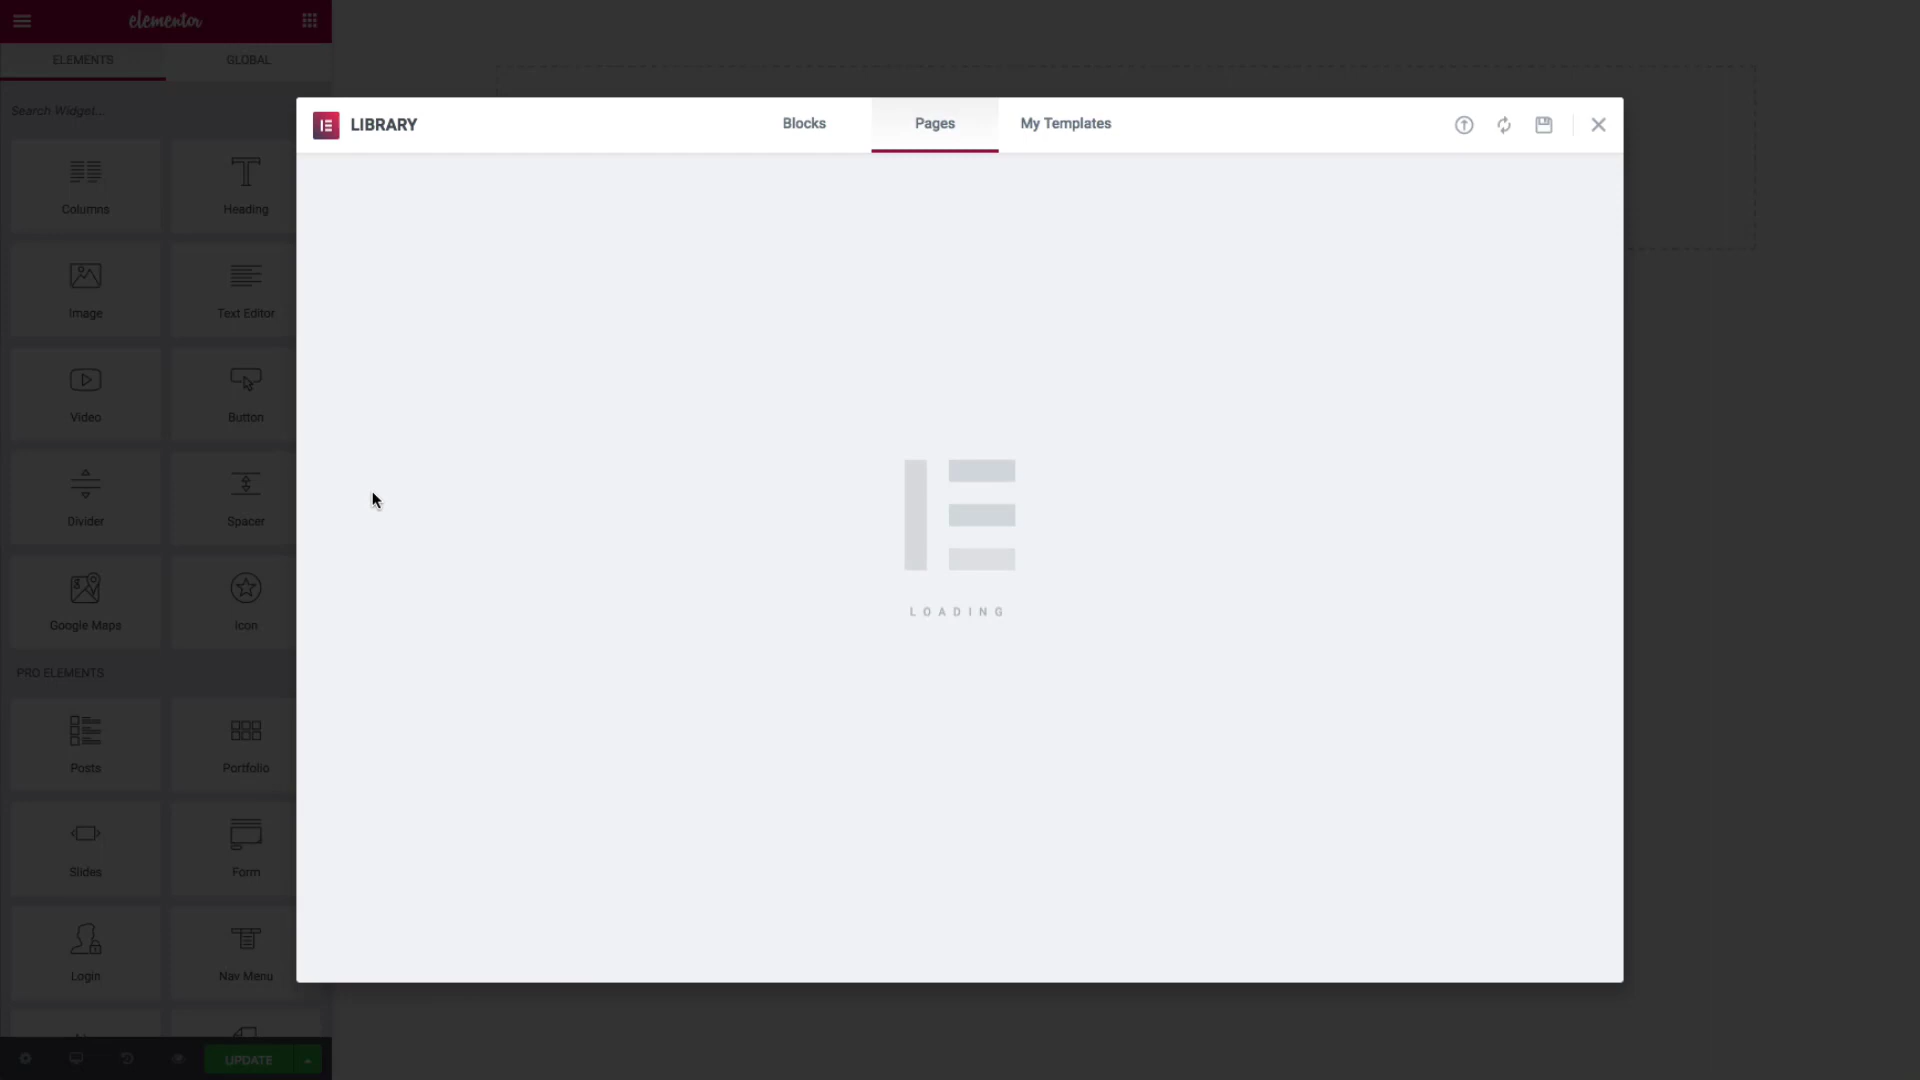 elementor
ELEMENTS
GLOBAL
Search Widget...
LIBRARY
Blocks
Pages
My Templates
Columns
Heading
Image
Text Editor
Video
Button
Divider
Spacer
Google Maps
Icon
LOADING
PRO ELEMENTS
Posts
Portfolio
Slides
Form
Login
Nav Menu
UPDATE